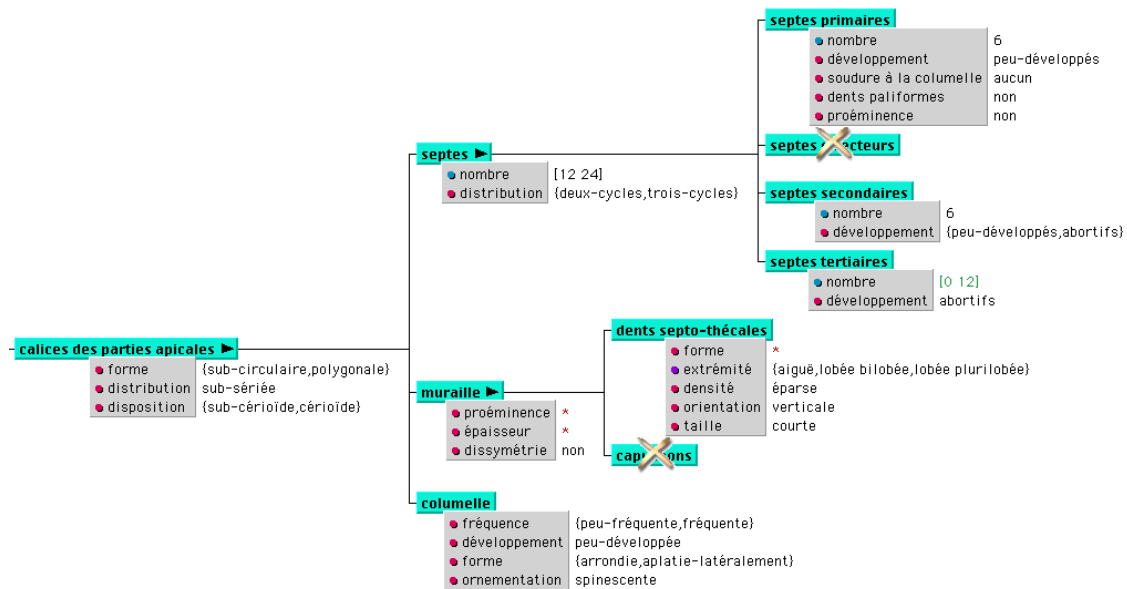 septes primaires
nombre 6
développement peu-développés
soudure à la columelle aucun
dents paliformes non
proéminence non
septes ecteurs
septes
nombre [12 24]
distribution {deux-cycles,trois-cycles}
septes secondaires
nombre 6
développement {peu-développés,abortifs}
septes tertiaires
nombre [0 12]
développement abortifs
calices des parties apicales
forme {sub-circulaire,polygonale}
distribution sub-sériée
disposition {sub-cérioïde,cérioïde}
dents septo-thécales
forme *
extrémité {aiguë,lobée bilobée,lobée plurilobée}
densité éparse
orientation verticale
taille courte
muraille
proéminence *
épaisseur *
dissymétrie non
columelle
fréquence {peu-fréquente,fréquente}
développement peu-développée
forme {arrondie,aplatie-latéralement}
ornementation spinescente